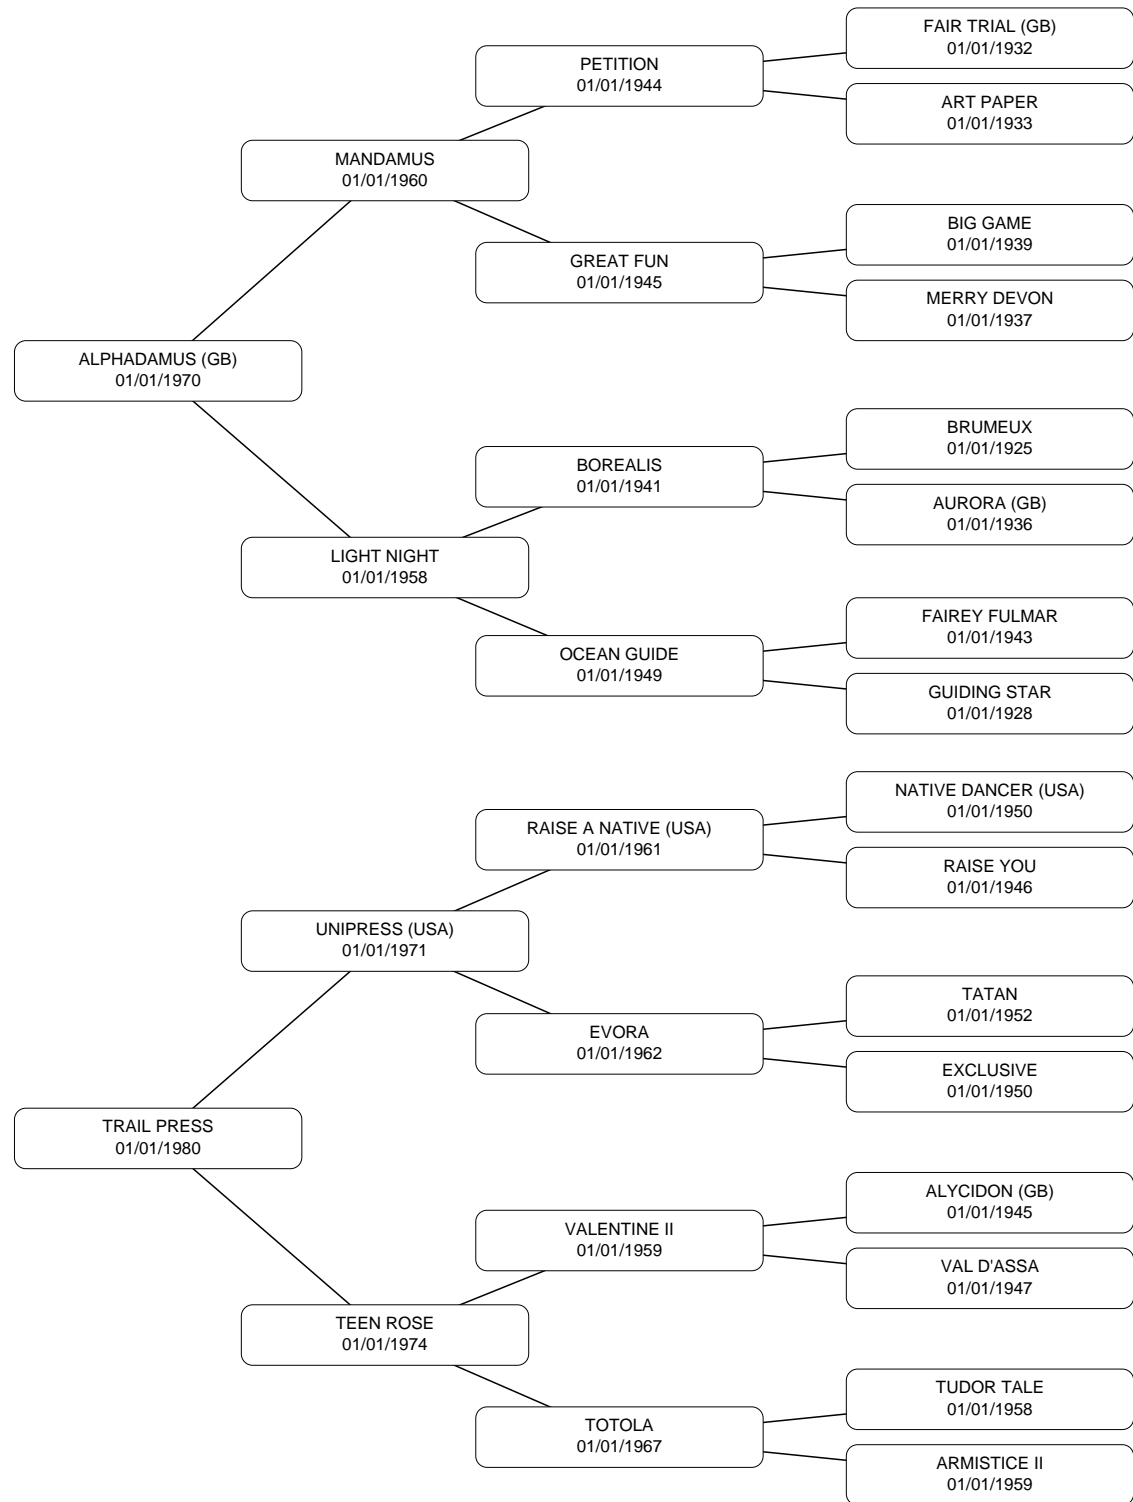 FAIR TRIAL (GB)
01/01/1932
PETITION
01/01/1944
ART PAPER
01/01/1933
MANDAMUS
01/01/1960
BIG GAME
01/01/1939
GREAT FUN
01/01/1945
MERRY DEVON
01/01/1937
ALPHADAMUS (GB)
01/01/1970
BRUMEUX
01/01/1925
BOREALIS
01/01/1941
AURORA (GB)
01/01/1936
LIGHT NIGHT
01/01/1958
FAIREY FULMAR
01/01/1943
OCEAN GUIDE
01/01/1949
GUIDING STAR
01/01/1928
NATIVE DANCER (USA)
01/01/1950
RAISE A NATIVE (USA)
01/01/1961
RAISE YOU
01/01/1946
UNIPRESS (USA)
01/01/1971
TATAN
01/01/1952
EVORA
01/01/1962
EXCLUSIVE
01/01/1950
TRAIL PRESS
01/01/1980
ALYCIDON (GB)
01/01/1945
VALENTINE II
01/01/1959
VAL D'ASSA
01/01/1947
TEEN ROSE
01/01/1974
TUDOR TALE
01/01/1958
TOTOLA
01/01/1967
ARMISTICE II
01/01/1959